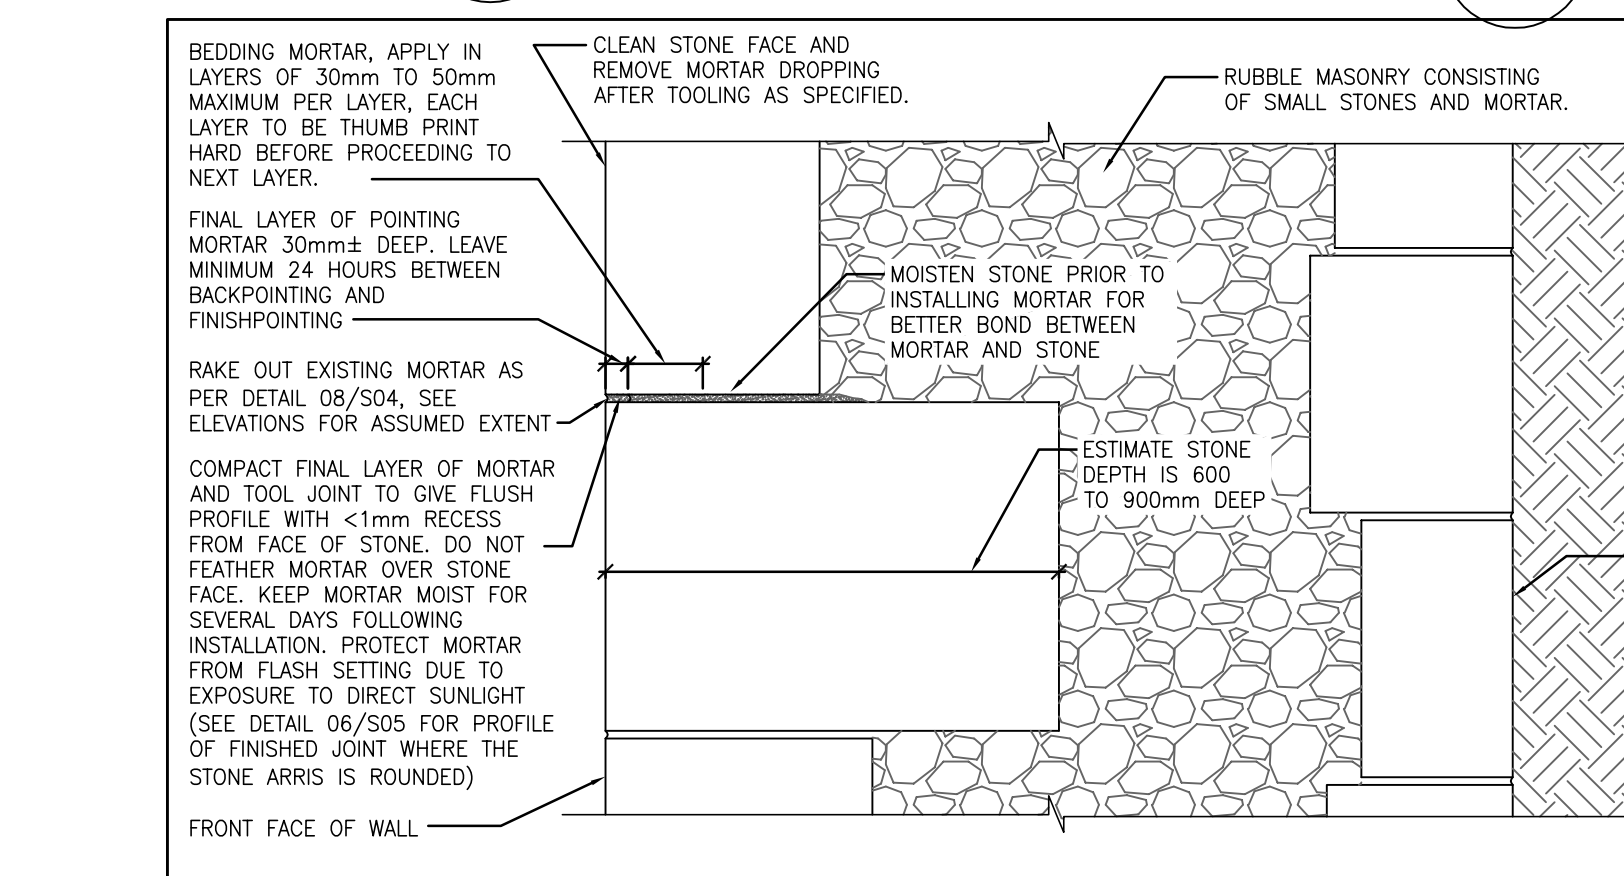 BEDDING MORTAR, APPLY IN
LAYERS OF 30mm TO 50mm
MAXIMUM PER LAYER, EACH
LAYER TO BE THUMB PRINT
HARD BEFORE PROCEEDING TO
NEXT LAYER.
FINAL LAYER OF POINTING
MORTAR 30mm± DEEP. LEAVE
MINIMUM 24 HOURS BETWEEN
BACKPOINTING AND
FINISHPOINTING
RAKE OUT EXISTING MORTAR AS
PER DETAIL 08/S04, SEE
ELEVATIONS FOR ASSUMED EXTENT
COMPACT FINAL LAYER OF MORTAR
AND TOOL JOINT TO GIVE FLUSH
PROFILE WITH <1mm RECESS
FROM FACE OF STONE. DO NOT
FEATHER MORTAR OVER STONE
FACE. KEEP MORTAR MOIST FOR
SEVERAL DAYS FOLLOWING
INSTALLATION. PROTECT MORTAR
FROM FLASH SETTING DUE TO
EXPOSURE TO DIRECT SUNLIGHT
(SEE DETAIL 06/S05 FOR PROFILE
OF FINISHED JOINT WHERE THE
STONE ARRIS IS ROUNDED)
FRONT FACE OF WALL
CLEAN STONE FACE AND
REMOVE MORTAR DROPPING
AFTER TOOLING AS SPECIFIED.
RUBBLE MASONRY CONSISTING
OF SMALL STONES AND MORTAR.
MOISTEN STONE PRIOR TO
INSTALLING MORTAR FOR
BETTER BOND BETWEEN
MORTAR AND STONE
ESTIMATE STONE
DEPTH IS 600
TO 900mm DEEP